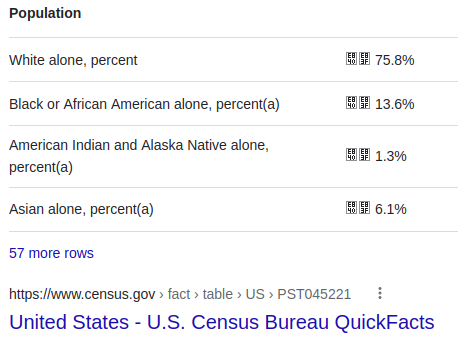 Population
White alone, percent 75.8%
Black or African American alone, percent(a) 13.6%
American Indian and Alaska Native alone,
percent(a) 1.3%
Asian alone, percent(a) 6.1%
57 more rows
https://www.census.gov › fact › table › US › PST045221
United States - U.S. Census Bureau QuickFacts